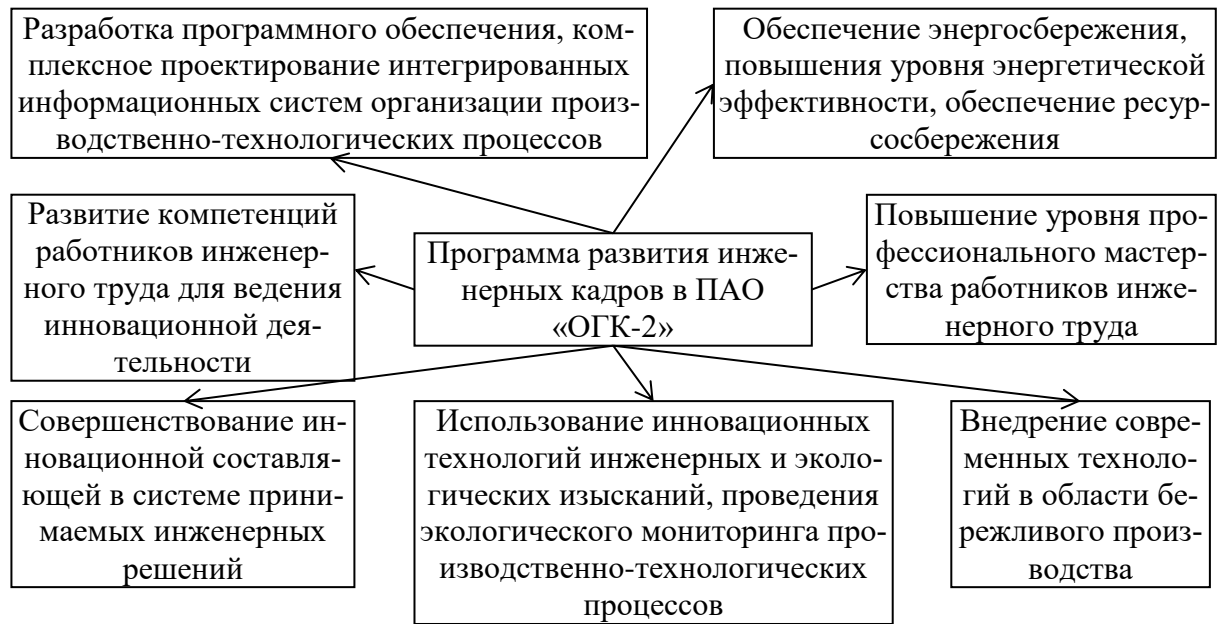 Разработка программного обеспечения, ком-
плексное проектирование интегрированных
информационных систем организации произ-
водственно-технологических процессов
Обеспечение энергосбережения,
повышения уровня энергетической
эффективности, обеспечение ресур-
сосбережения
Развитие компетенций
работников инженер-
ного труда для ведения
инновационной дея-
тельности
Программа развития инже-
нерных кадров в ПАО
«ОГК-2»
Повышение уровня про-
фессионального мастер-
ства работников инже-
нерного труда
Совершенствование ин-
новационной составля-
ющей в системе прини-
маемых инженерных
решений
Использование инновационных
технологий инженерных и эколо-
гических изысканий, проведения
экологического мониторинга про-
изводственно-технологических
процессов
Внедрение совре-
менных техноло-
гий в области бе-
режливого произ-
водства